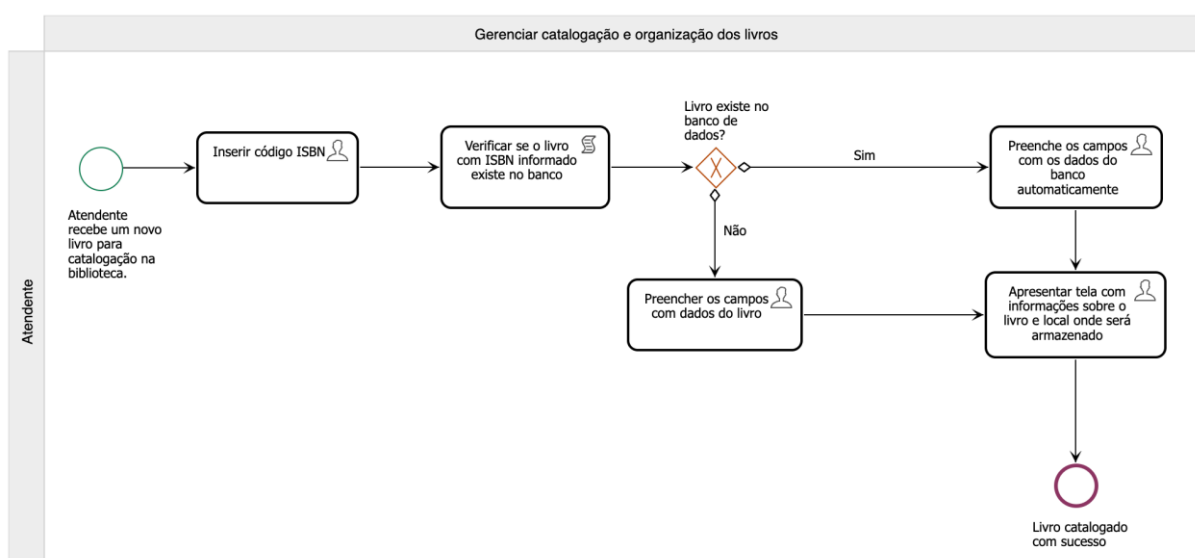 Gerenciar catalogação e organização dos livros
Atendente
Atendente
recebe um novo
livro para
catalogação na
biblioteca.
Inserir código ISBN
Verificar se o livro
com ISBN informado
existe no banco
Livro existe no
banco de
dados?
Sim
Não
Preenche os campos
com os dados do
banco
automaticamente
Preencher os campos
com dados do livro
Apresentar tela com
informações sobre o
livro e local onde será
armazenado
Livro catalogado
com sucesso